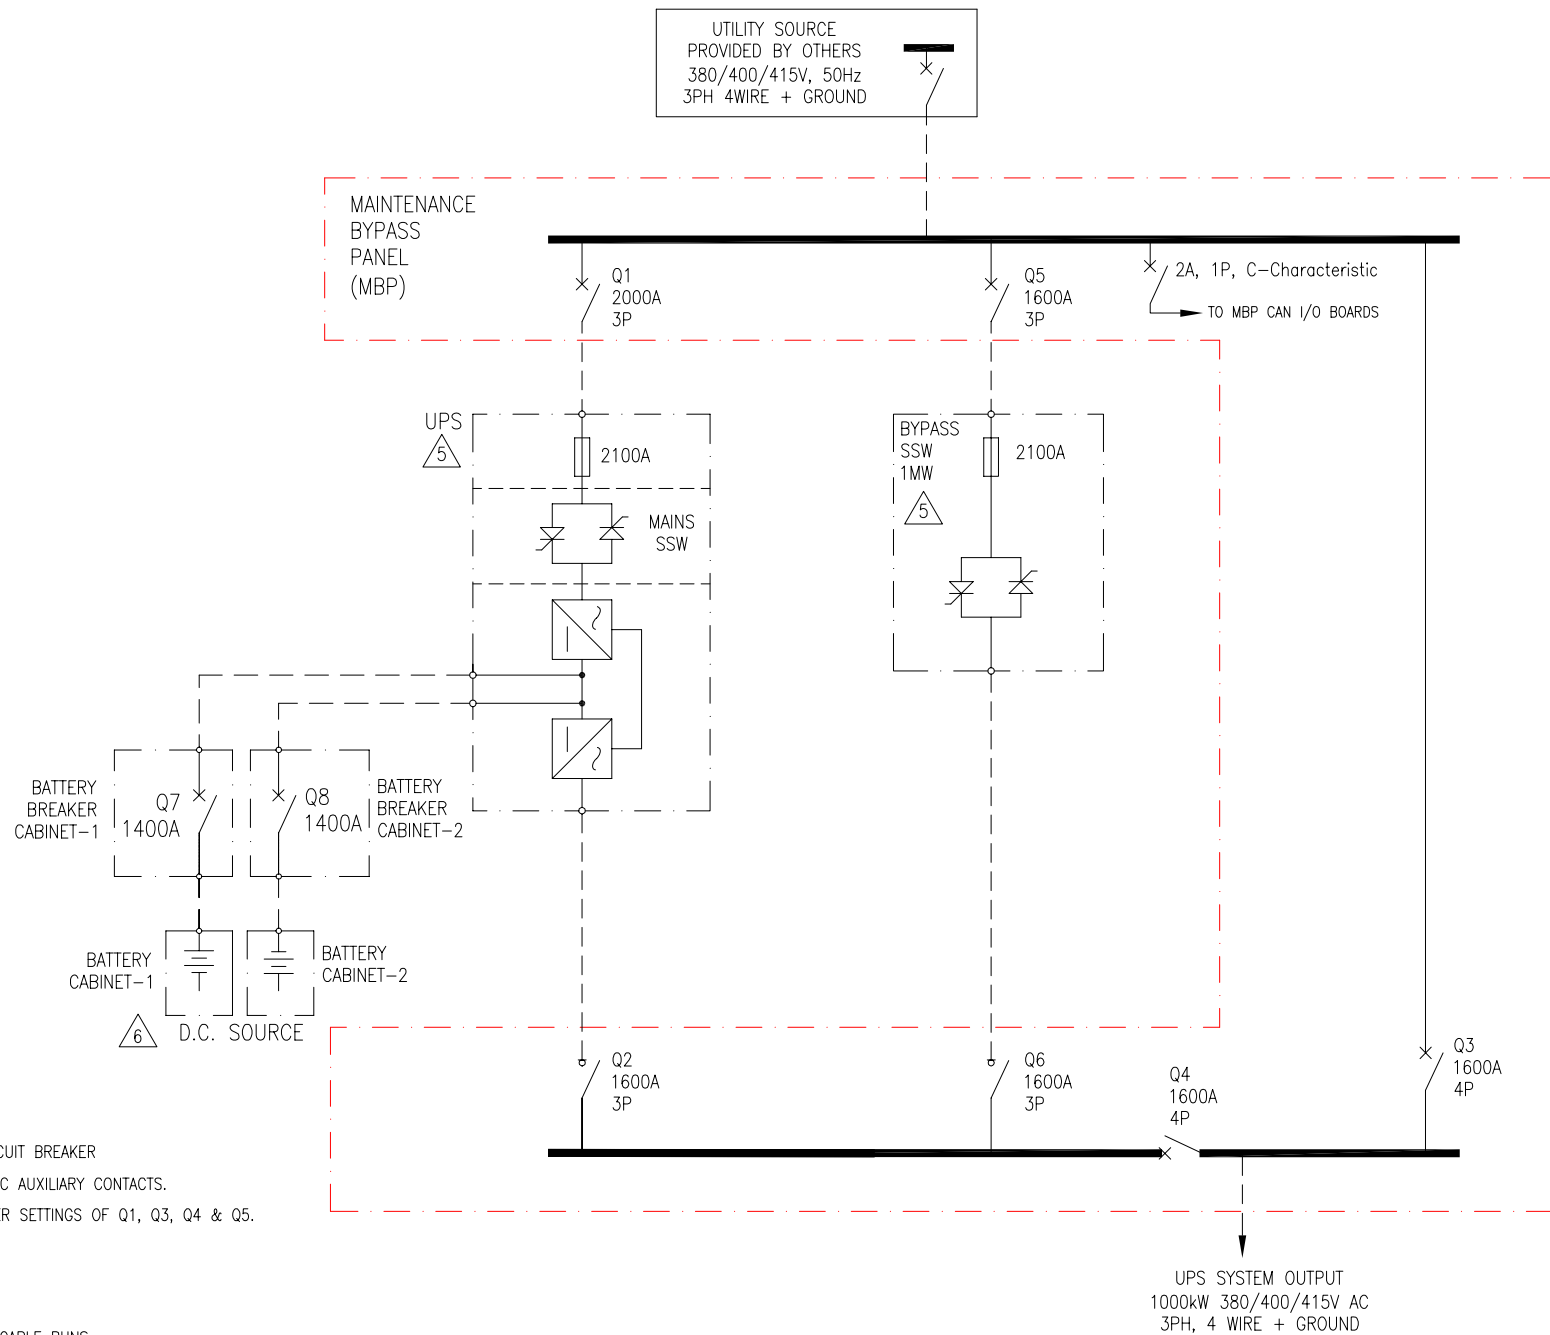 UTILITY SOURCE
PROVIDED BY OTHERS
380/400/415V, 50Hz
3PH 4WIRE + GROUND
MAINTENANCE
BYPASS
PANEL
(MBP)
Q1
2000A
3P
Q5
1600A
3P
2A, 1P, C-Characteristic
TO MBP CAN I/O BOARDS
UPS
5
2100A
MAINS
SSW
BYPASS
SSW
1MW
5
2100A
BATTERY
BREAKER
CABINET-1
Q7
1400A
Q8
1400A
BATTERY
BREAKER
CABINET-2
BATTERY
CABINET-1
BATTERY
CABINET-2
6
D.C. SOURCE
Q2
1600A
3P
Q6
1600A
3P
Q4
1600A
4P
Q3
1600A
4P
CUIT BREAKER
C AUXILIARY CONTACTS.
ER SETTINGS OF Q1, Q3, Q4 & Q5.
UPS SYSTEM OUTPUT
1000kW 380/400/415V AC
3PH, 4 WIRE + GROUND
CABLE RUNS